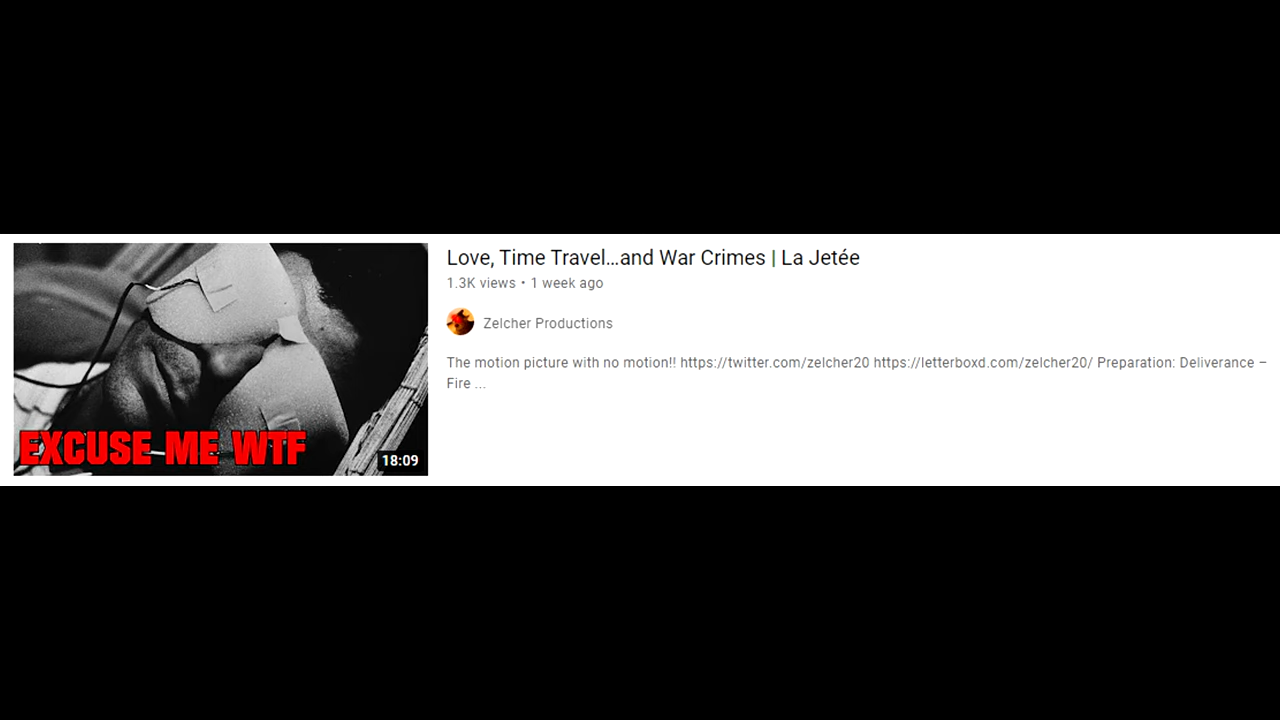 Love, Time Travel...and War Crimes | La Jetée
1.3K views • 1 week ago
Zelcher Productions
The motion picture with no motion!! https://twitter.com/zelcher20 https://letterboxd.com/zelcher20/ Preparation: Deliverance –
Fire ...
EXCUSE ME WTF
18:09